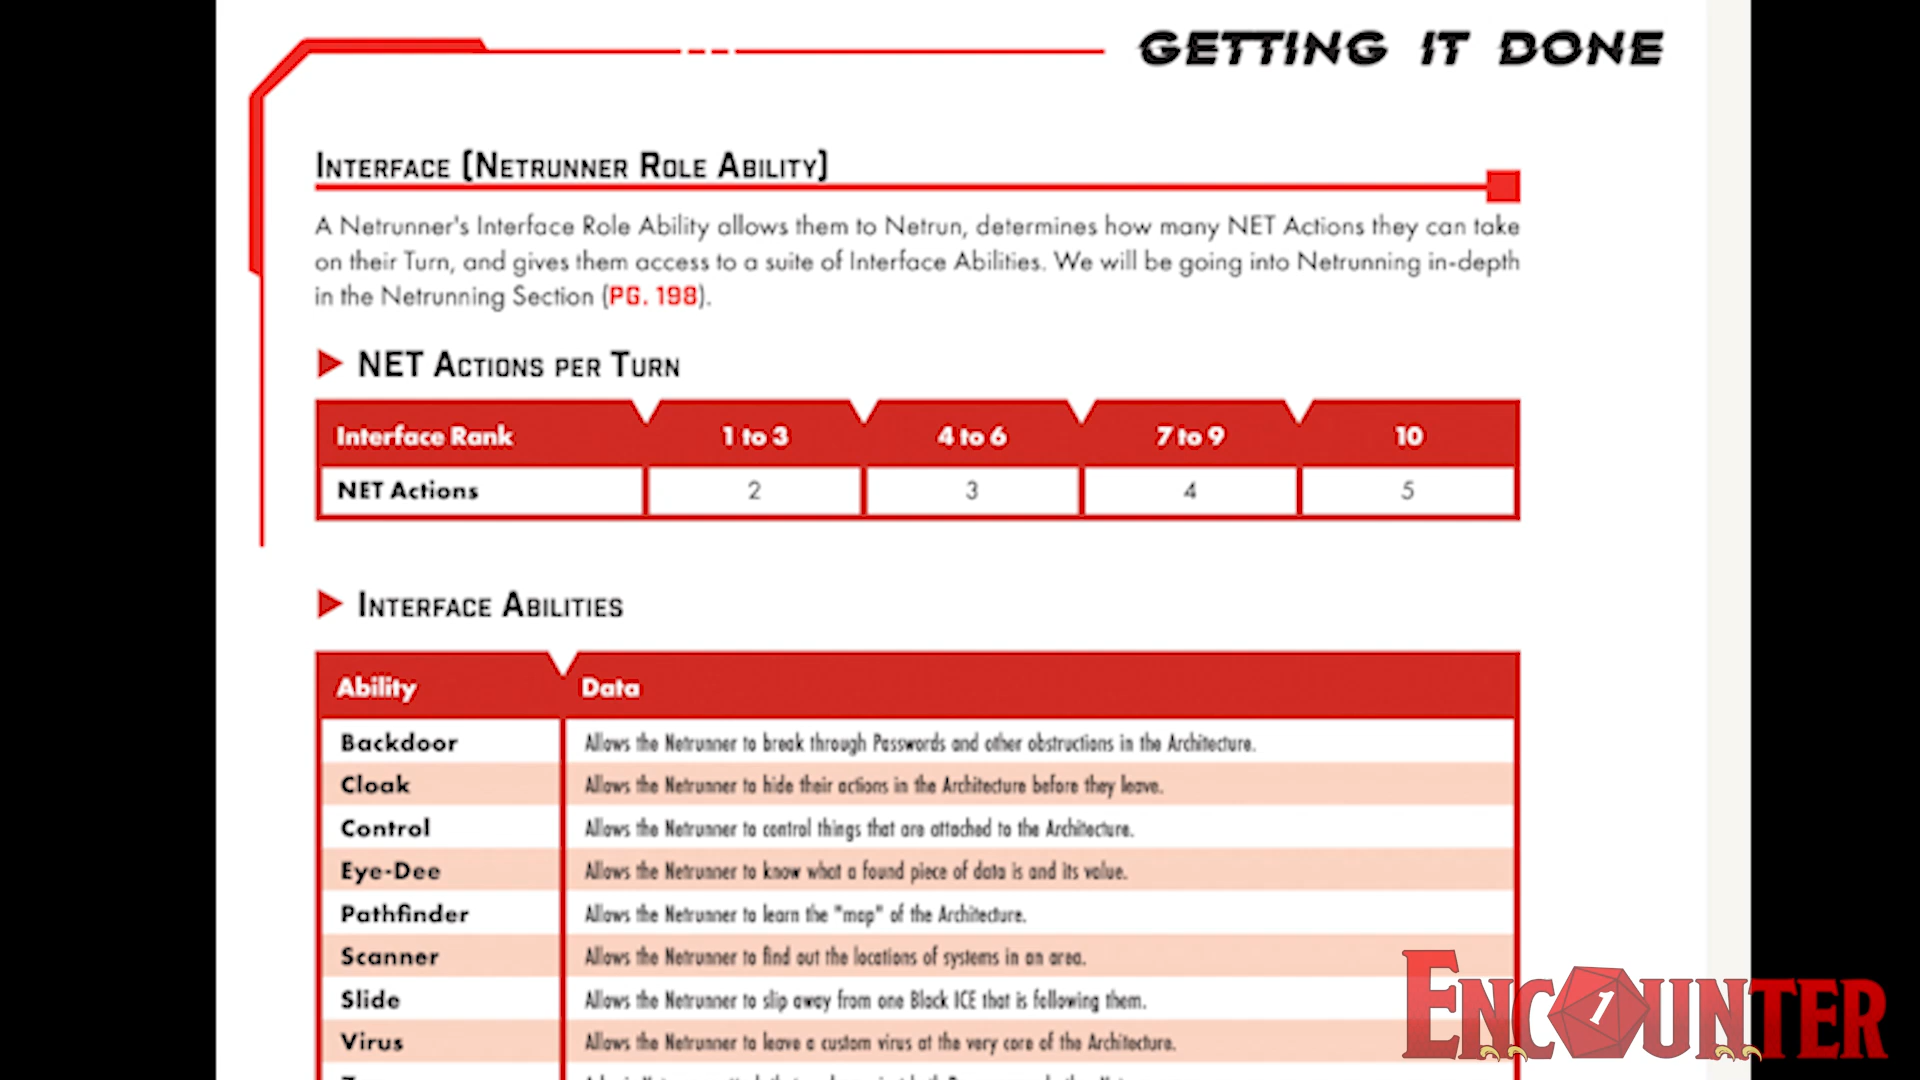 GETTING IT DONE
INTERFACE (NETRUNNER ROLE ABILITY)
A Netrunner's Interface Role Ability allows them to Netrun, determines how many NET Actions they can take
on their Turn, and gives them access to a suite of Interface Abilities. We will be going into Netrunning in-depth
in the Netrunning Section (PG. 198).
NET ACTIONS PER TURN
Interface Rank 1 to 3 4 to 6 7 to 9 10
NET Actions 2 3 4 5
INTERFACE ABILITIES
Ability Data
Backdoor Allows the Netrunner to break through Passwords and other obstructions in the Architecture.
Cloak Allows the Netrunner to hide their actions in the Architecture before they leave.
Control Allows the Netrunner to control things that are attached to the Architecture.
Eye-Dee Allows the Netrunner to know what a found piece of data is and its value.
Pathfinder Allows the Netrunner to learn the "map" of the Architecture.
Scanner Allows the Netrunner to find out the locations of systems in an area.
Slide Allows the Netrunner to slip away from one Black ICE that is following them.
Virus Allows the Netrunner to leave a custom virus at the very core of the Architecture.
ENC1UNTER